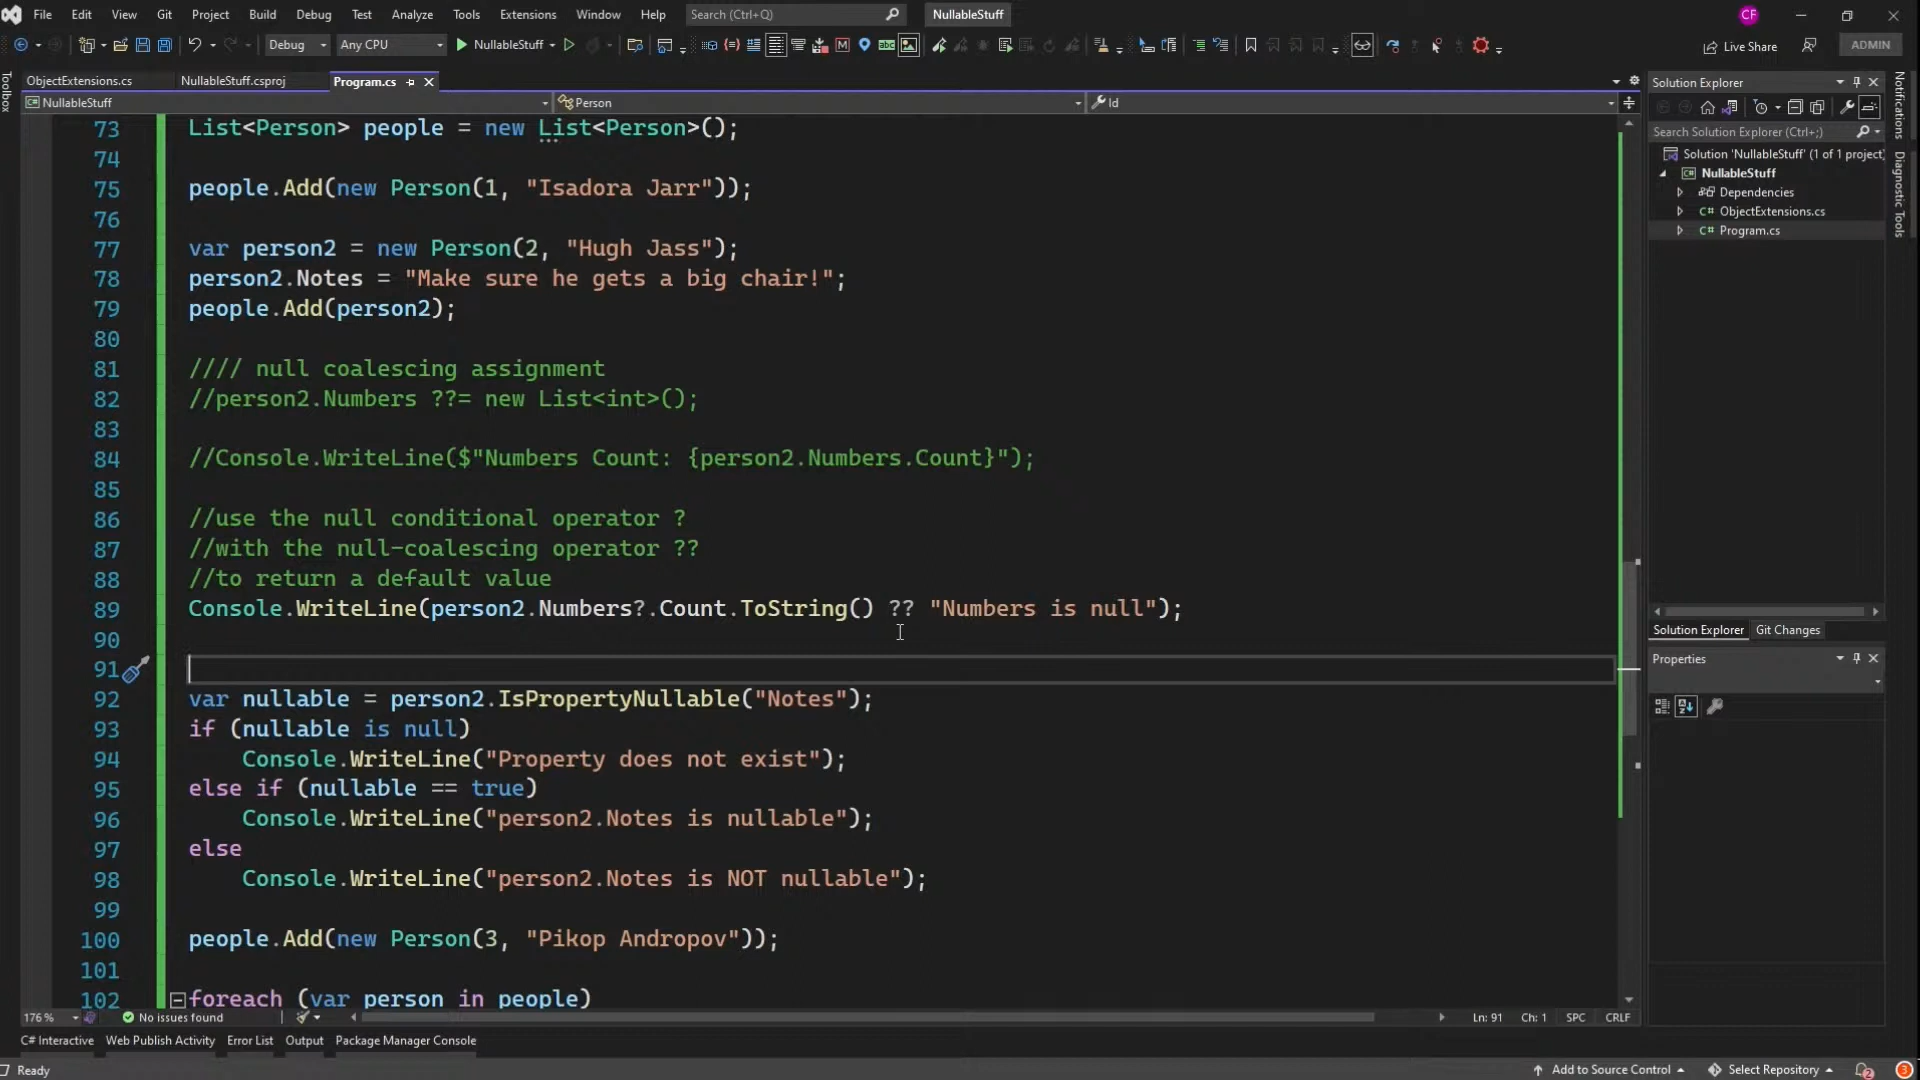 File Edit View Git Project Build Debug Test Analyze Tools Extensions Window Help Search (Ctrl+Q) NullableStuff CF
Debug Any CPU NullableStuff Live Share ADMIN
ObjectExtensions.cs NullableStuff.csproj Program.cs
NullableStuff Person Id
Toolbox
73 List<Person> people = new List<Person>();
74
75 people.Add(new Person(1, "Isadora Jarr"));
76
77 var person2 = new Person(2, "Hugh Jass");
78 person2.Notes = "Make sure he gets a big chair!";
79 people.Add(person2);
80
81 //// null coalescing assignment
82 //person2.Numbers ??= new List<int>();
83
84 //Console.WriteLine($"Numbers Count: {person2.Numbers.Count}");
85
86 //use the null conditional operator ?
87 //with the null-coalescing operator ??
88 //to return a default value
89 Console.WriteLine(person2.Numbers?.Count.ToString() ?? "Numbers is null");
90
91
92 var nullable = person2.IsPropertyNullable("Notes");
93 if (nullable is null)
94 Console.WriteLine("Property does not exist");
95 else if (nullable == true)
96 Console.WriteLine("person2.Notes is nullable");
97 else
98 Console.WriteLine("person2.Notes is NOT nullable");
99
100 people.Add(new Person(3, "Pikop Andropov"));
101
102 foreach (var person in people)
176 % No issues found Ln: 91 Ch: 1 SPC CRLF
C# Interactive Web Publish Activity Error List Output Package Manager Console
Ready Add to Source Control Select Repository 2 3
Solution Explorer
Search Solution Explorer (Ctrl+;)
Solution 'NullableStuff' (1 of 1 project)
NullableStuff
Dependencies
C# ObjectExtensions.cs
C# Program.cs
Solution Explorer Git Changes
Properties
Notifications
Diagnostic Tools